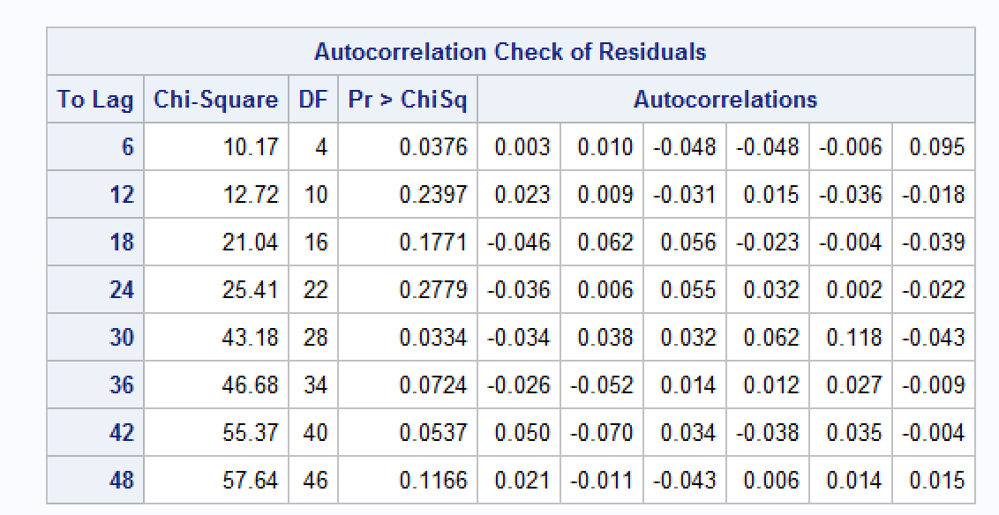 Autocorrelation Check of Residuals
To Lag Chi-Square DF Pr > ChiSq Autocorrelations
6 10.17 4 0.0376 0.003 0.010 -0.048 -0.048 -0.006 0.095
12 12.72 10 0.2397 0.023 0.009 -0.031 0.015 -0.036 -0.018
18 21.04 16 0.1771 -0.046 0.062 0.056 -0.023 -0.004 -0.039
24 25.41 22 0.2779 -0.036 0.006 0.055 0.032 0.002 -0.022
30 43.18 28 0.0334 -0.034 0.038 0.032 0.062 0.118 -0.043
36 46.68 34 0.0724 -0.026 -0.052 0.014 0.012 0.027 -0.009
42 55.37 40 0.0537 0.050 -0.070 0.034 -0.038 0.035 -0.004
48 57.64 46 0.1166 0.021 -0.011 -0.043 0.006 0.014 0.015